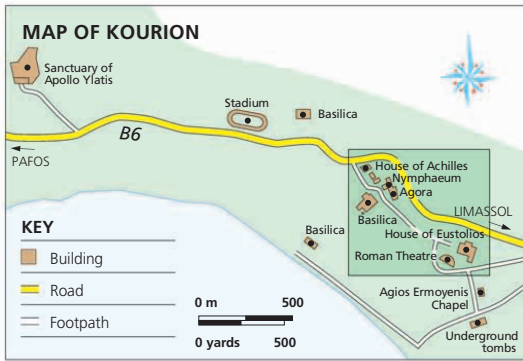 MAP OF KOURION
Sanctuary of
Apollo Ylatis
Stadium
Basilica
B6
PAFOS
House of Achilles
Nymphaeum
Agora
Basilica
LIMASSOL
House of Eustolios
Basilica
Roman Theatre
Agios Ermoyenis
Chapel
Underground
tombs
KEY
Building
Road
Footpath
0 m 500
0 yards 500